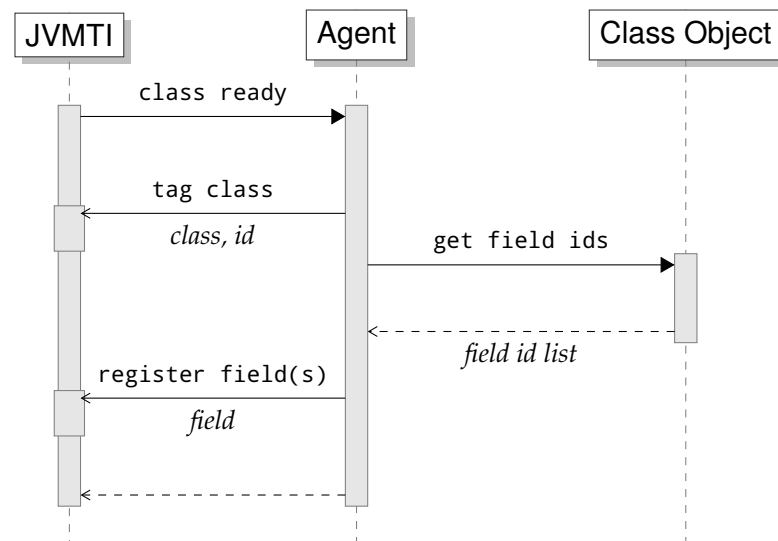 JVMTI
Agent
Class Object
class ready
tag class
class, id
get field ids
field id list
register field(s)
field